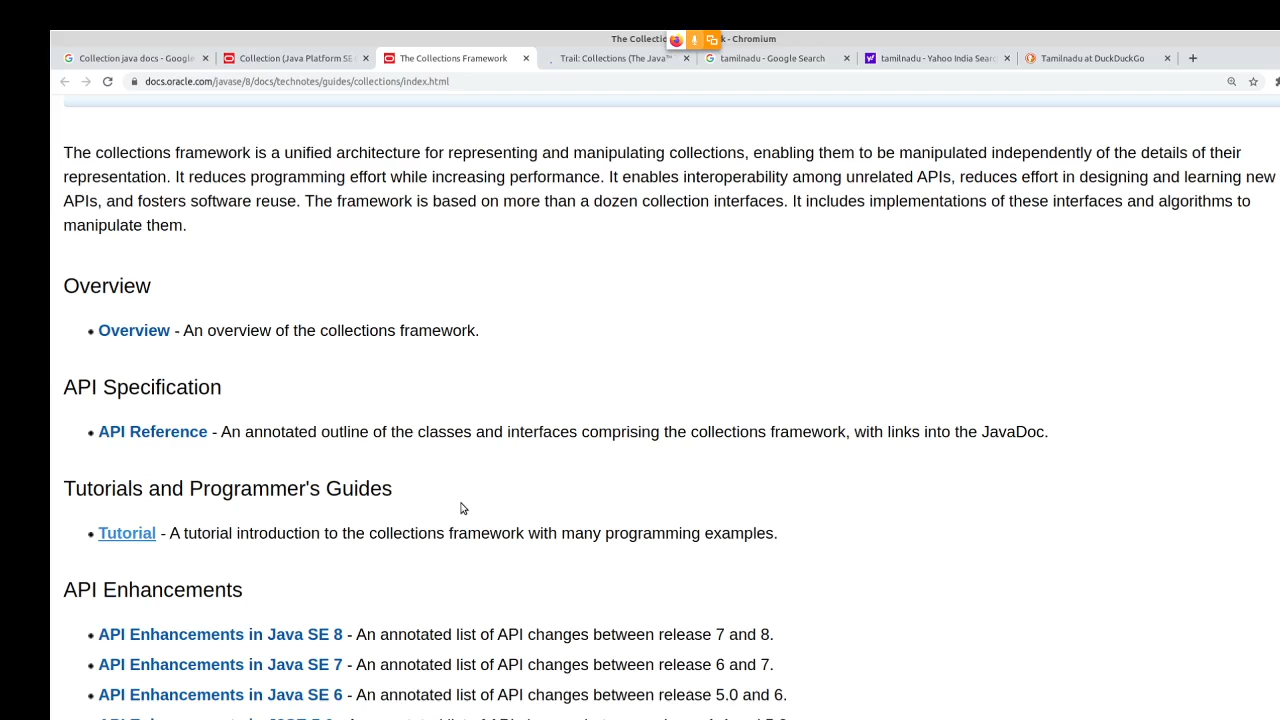 The Collectio
k - Chromium
Collection java docs - Google
Collection (Java Platform SE
The Collections Framework
Trail: Collections (The Java™
tamilnadu - Google Search
tamilnadu - Yahoo India Sear
Tamilnadu at DuckDuckGo
docs.oracle.com/javase/8/docs/technotes/guides/collections/index.html
The collections framework is a unified architecture for representing and manipulating collections, enabling them to be manipulated independently of the details of their
representation. It reduces programming effort while increasing performance. It enables interoperability among unrelated APIs, reduces effort in designing and learning new
APIs, and fosters software reuse. The framework is based on more than a dozen collection interfaces. It includes implementations of these interfaces and algorithms to
manipulate them.
Overview
• Overview - An overview of the collections framework.
API Specification
• API Reference - An annotated outline of the classes and interfaces comprising the collections framework, with links into the JavaDoc.
Tutorials and Programmer's Guides
• Tutorial - A tutorial introduction to the collections framework with many programming examples.
API Enhancements
• API Enhancements in Java SE 8 - An annotated list of API changes between release 7 and 8.
• API Enhancements in Java SE 7 - An annotated list of API changes between release 6 and 7.
• API Enhancements in Java SE 6 - An annotated list of API changes between release 5.0 and 6.